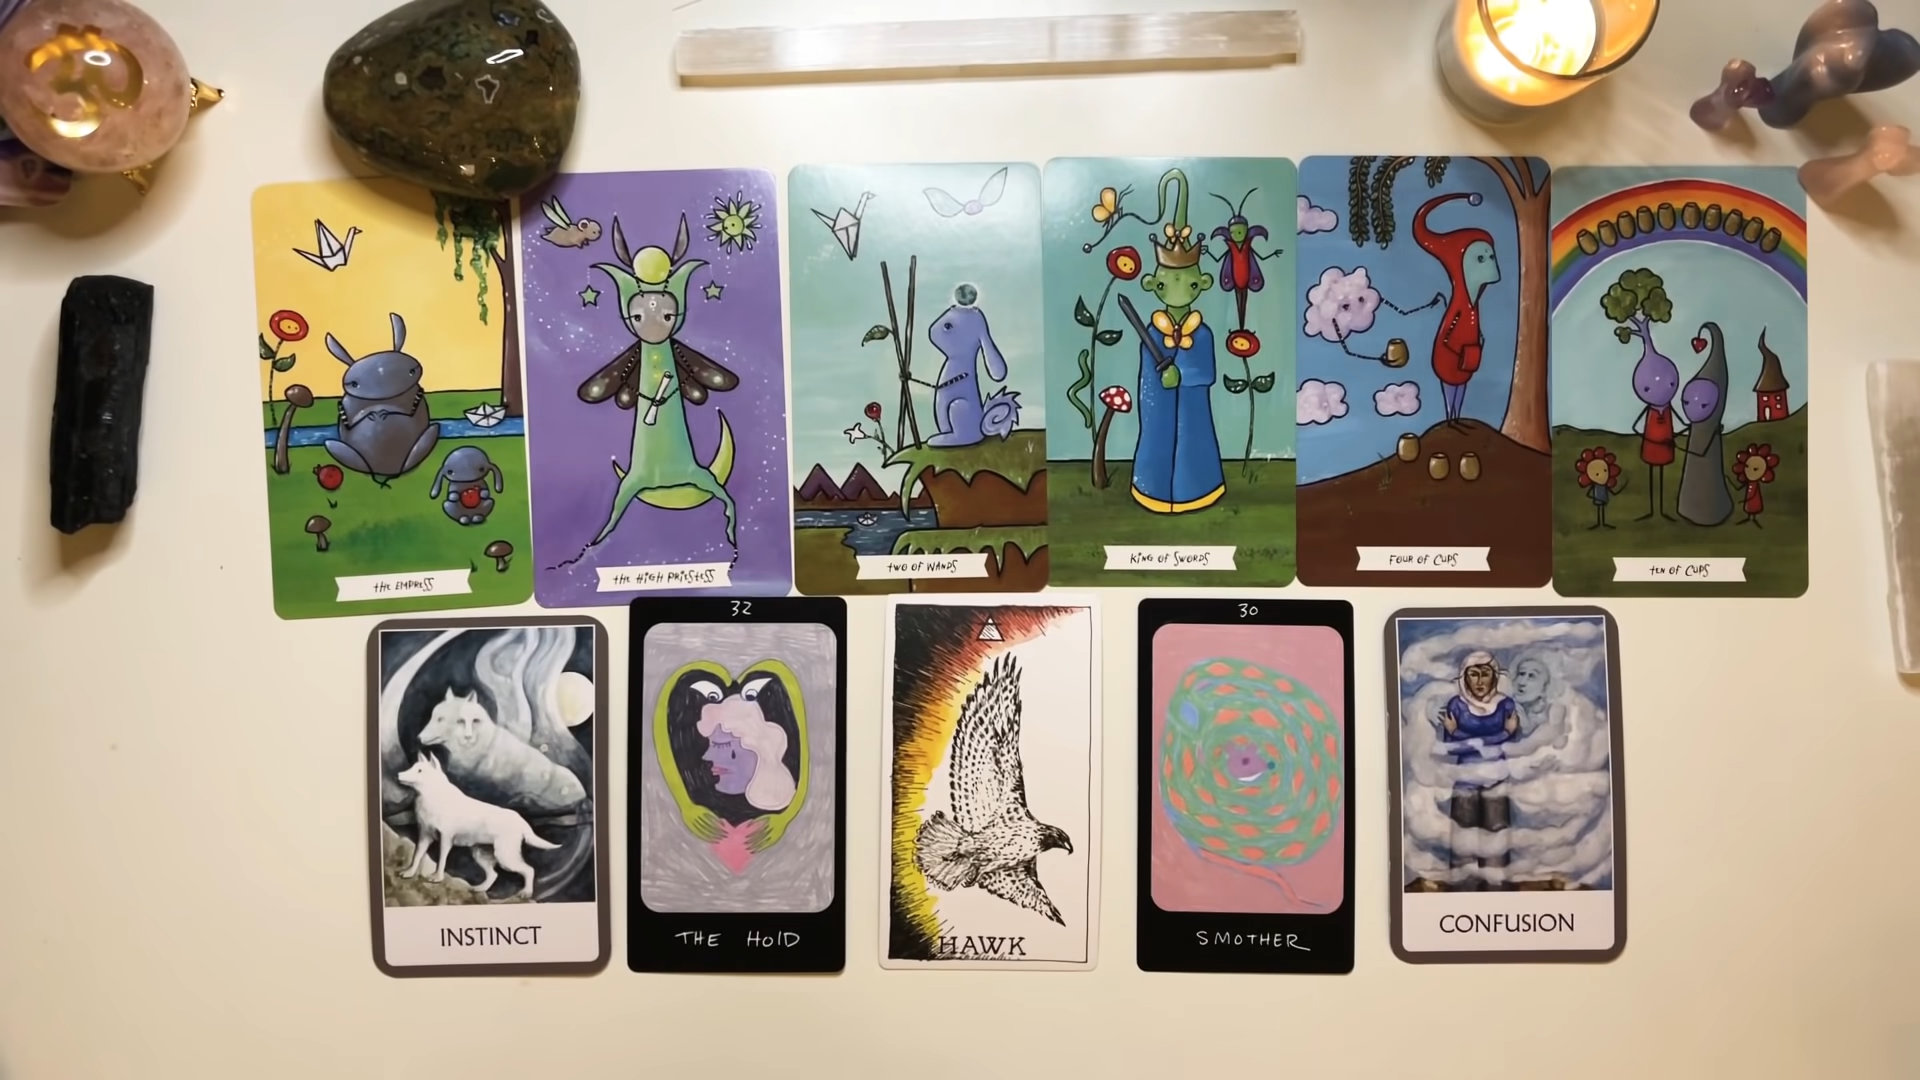 THE EMPRESS
THE HIGH PRIESTESS
TWO OF WANDS
KING OF SWORDS
FOUR OF CUPS
TEN OF CUPS
INSTINCT
32
THE HOLD
HAWK
30
SMOTHER
CONFUSION